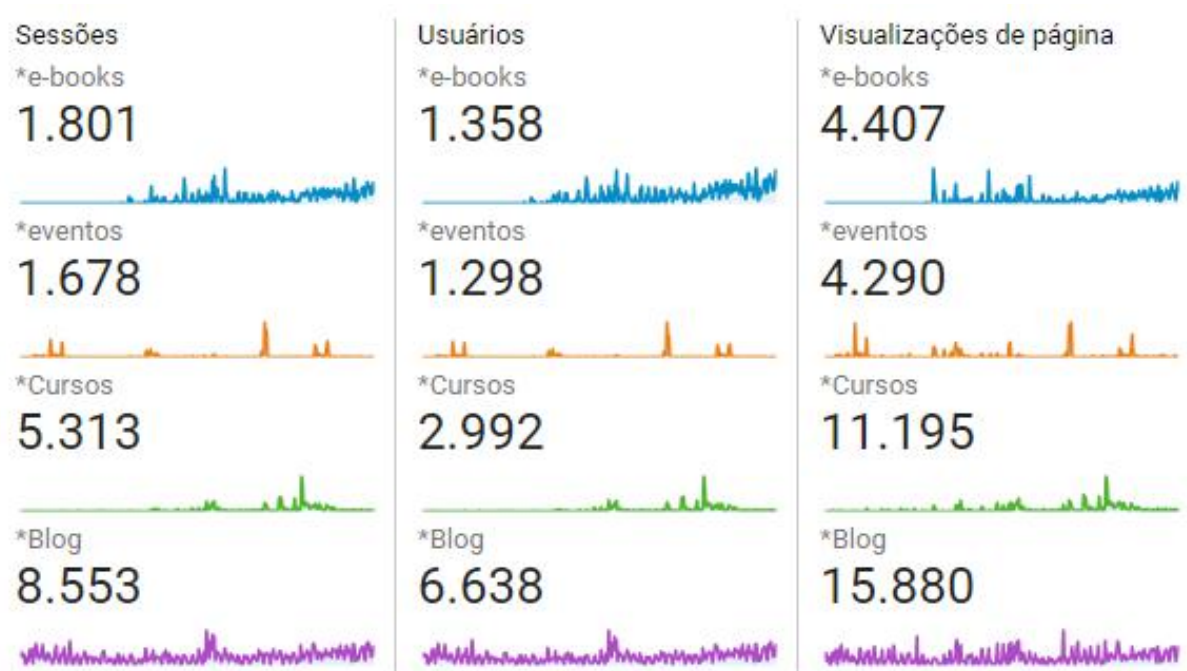 Sessões
*e-books
1.801
*eventos
1.678
*Cursos
5.313
*Blog
8.553
Usuários
*e-books
1.358
*eventos
1.298
*Cursos
2.992
*Blog
6.638
Visualizações de página
*e-books
4.407
*eventos
4.290
*Cursos
11.195
*Blog
15.880